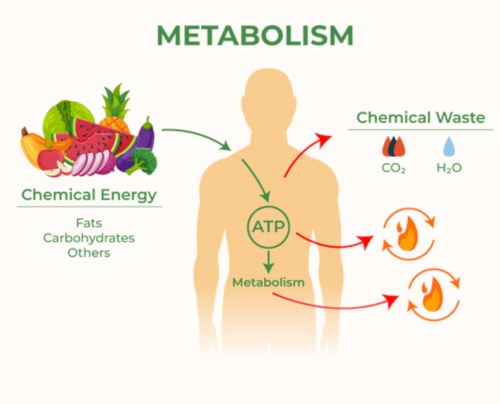 METABOLISM
Chemical Energy
Fats
Carbohydrates
Others
ATP
Metabolism
Chemical Waste
CO₂
H₂O